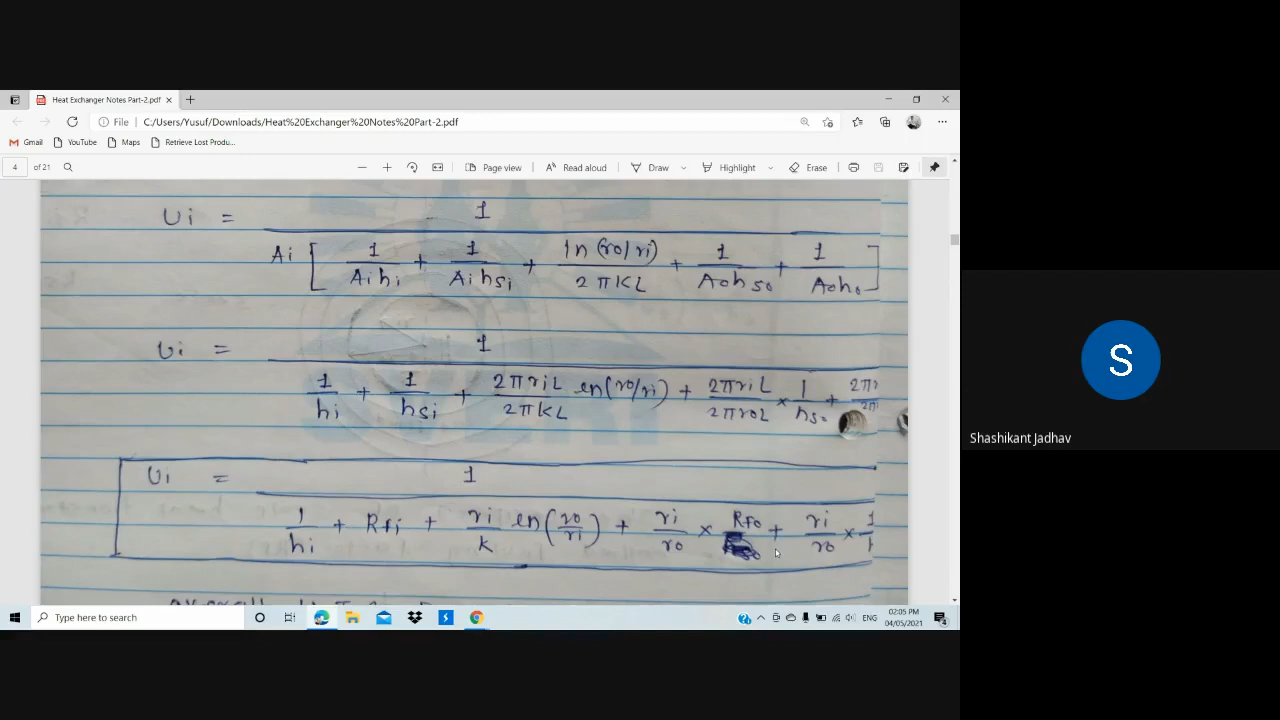 Heat Exchanger Notes Part-2.pdf
File C:/Users/Yusuf/Downloads/Heat%20Exchanger%20Notes%20Part-2.pdf
Gmail YouTube Maps Retrieve Lost Produ...
4 of 21 Page view Read aloud Draw Highlight Erase
Ui = 1
Ai [ 1/Aihi + 1/Aihsi + ln(ro/ri)/2πKL + 1/Aohso + 1/Aoho ]
Ui = 1
1/hi + 1/hsi + 2πriL/2πKL en(ro/ri) + 2πriL/2πroL × 1/hso +
Ui = 1
1/hi + Rfi + ri/k en(ro/ri) + ri/ro × Rfo + ri/ro × 1
Type here to search
ENG
02:05 PM
04/05/2021
4
S
Shashikant Jadhav